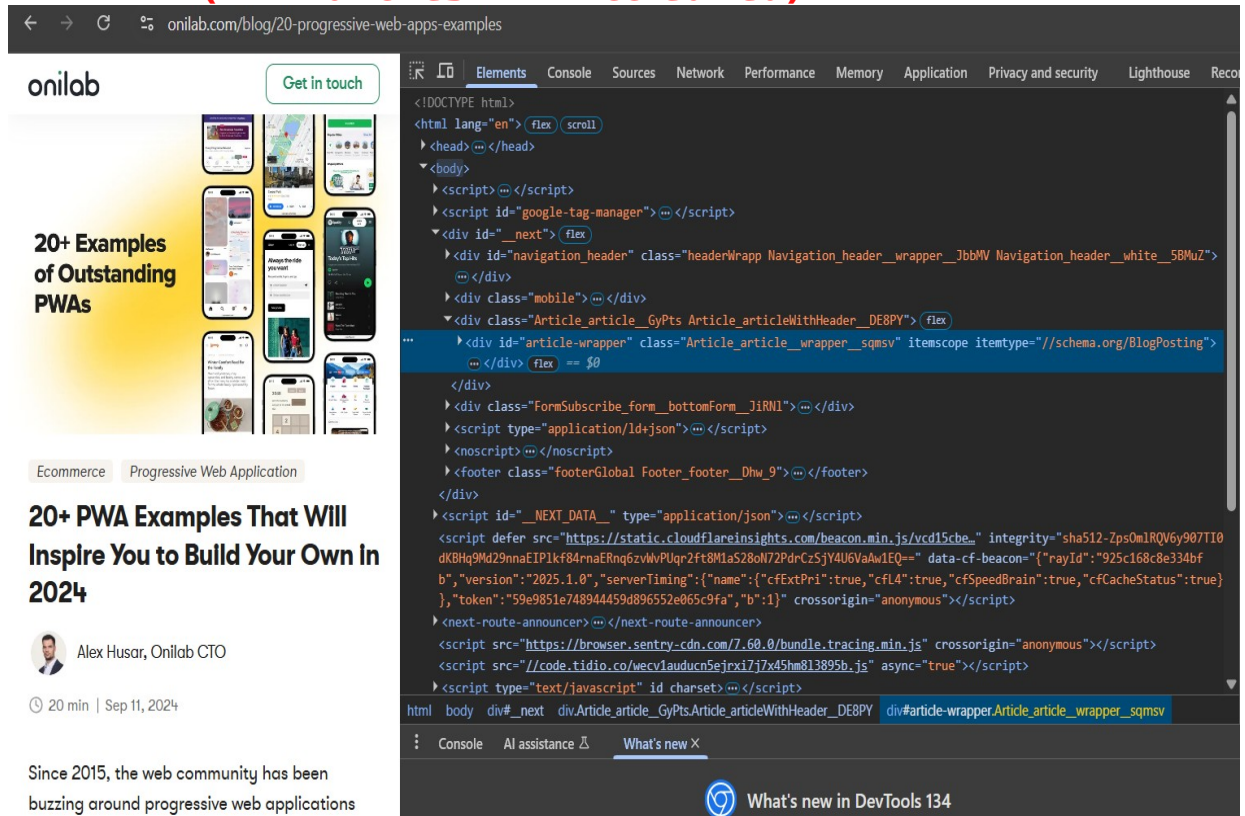 onilab.com/blog/20-progressive-web-apps-examples
onilab
Get in touch
20+ Examples
of Outstanding
PWAs
Always the ride
you want
Today's Top Hits
Ecommerce Progressive Web Application
20+ PWA Examples That Will
Inspire You to Build Your Own in
2024
Alex Husar, Onilab CTO
20 min | Sep 11, 2024
Since 2015, the web community has been
buzzing around progressive web applications
Elements Console Sources Network Performance Memory Application Privacy and security Lighthouse Recor
<!DOCTYPE html>
<html lang="en"> flex scroll
<head> ••• </head>
<body>
<script> ••• </script>
<script id="google-tag-manager"> ••• </script>
<div id="__next"> flex
<div id="navigation_header" class="headerWrapp Navigation_header__wrapper__JbbMV Navigation_header__white__5BMuZ">
••• </div>
<div class="mobile"> ••• </div>
<div class="Article_article__GyPts Article_articleWithHeader__DE8PY"> flex
••• <div id="article-wrapper" class="Article_article__wrapper__sqmsv" itemscope itemtype="//schema.org/BlogPosting">
••• </div> flex == $0
</div>
<div class="FormSubscribe_form__bottomForm__JiRNl"> ••• </div>
<script type="application/ld+json"> ••• </script>
<noscript> ••• </noscript>
<footer class="footerGlobal Footer_footer__Dhw_9"> ••• </footer>
</div>
<script id="__NEXT_DATA__" type="application/json"> ••• </script>
<script defer src="https://static.cloudflareinsights.com/beacon.min.js/vcd15cbe…" integrity="sha512-ZpsOmlRQV6y907TI0
dKBHq9Md29nnaEIPlkf84rnaERnq6zvWvPUqr2ft8M1aS28oN72PdrCzSjY4U6VaAw1EQ==" data-cf-beacon="{"rayId":"925c168c8e334bf
b","version":"2025.1.0","serverTiming":{"name":{"cfExtPri":true,"cfL4":true,"cfSpeedBrain":true,"cfCacheStatus":true}
},"token":"59e9851e748944459d896552e065c9fa","b":1}" crossorigin="anonymous"></script>
<next-route-announcer> ••• </next-route-announcer>
<script src="https://browser.sentry-cdn.com/7.60.0/bundle.tracing.min.js" crossorigin="anonymous"></script>
<script src="//code.tidio.co/wecv1auducn5ejrxi7j7x45hm8l3895b.js" async="true"></script>
<script type="text/javascript" id charset> ••• </script>
html body div#__next div.Article_article__GyPts.Article_articleWithHeader__DE8PY div#article-wrapper.Article_article__wrapper__sqmsv
Console AI assistance What's new ×
What's new in DevTools 134